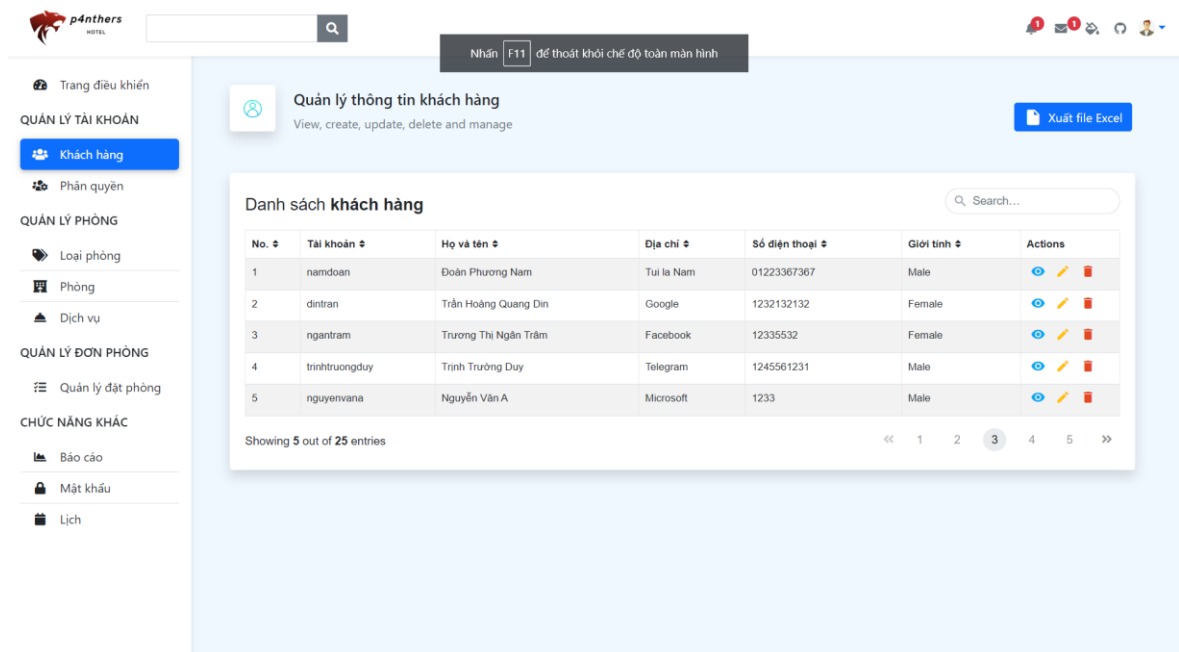 p4nthers
HOTEL
Nhấn F11 để thoát khỏi chế độ toàn màn hình
1
1
Trang điều khiển
QUẢN LÝ TÀI KHOẢN
Khách hàng
Phân quyền
QUẢN LÝ PHÒNG
Loại phòng
Phòng
Dịch vụ
QUẢN LÝ ĐƠN PHÒNG
Quản lý đặt phòng
CHỨC NĂNG KHÁC
Báo cáo
Mật khẩu
Lịch
Quản lý thông tin khách hàng
View, create, update, delete and manage
Xuất file Excel
Danh sách khách hàng
Search...
No. Tài khoản Họ và tên Địa chỉ Số điện thoại Giới tính Actions
1 namdoan Đoàn Phương Nam Tui la Nam 01223367367 Male
2 dintran Trần Hoàng Quang Din Google 1232132132 Female
3 ngantram Trương Thị Ngân Trâm Facebook 12335532 Female
4 trinhtruongduy Trịnh Trường Duy Telegram 1245561231 Male
5 nguyenvana Nguyễn Văn A Microsoft 1233 Male
Showing 5 out of 25 entries
1 2 3 4 5